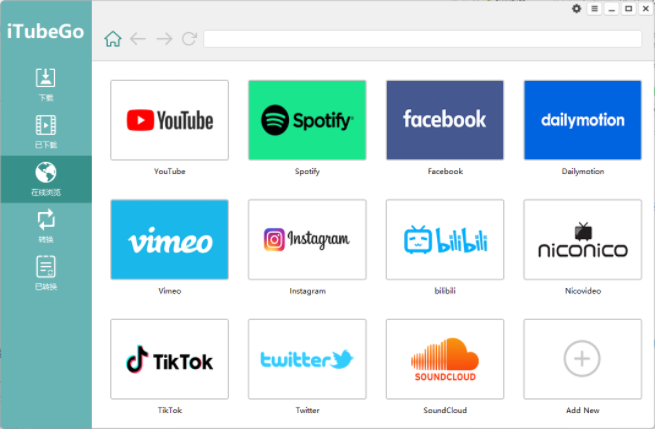 iTubeGo
下载
已下载
在线浏览
转换
已转换
YouTube
Spotify
facebook
dailymotion
YouTube
Spotify
Facebook
Dailymotion
vimeo
Instagram
bilibili
niconico
Vimeo
Instagram
bilibili
Nicovideo
TikTok
twitter
SOUNDCLOUD
TikTok
Twitter
SoundCloud
Add New